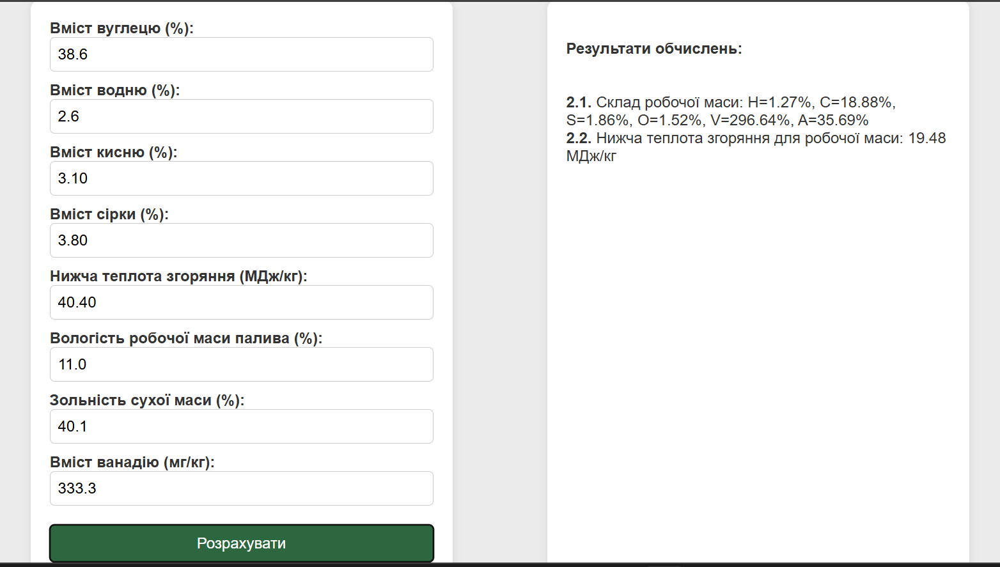 Вміст вуглецю (%):
38.6
Вміст водню (%):
2.6
Вміст кисню (%):
3.10
Вміст сірки (%):
3.80
Нижча теплота згоряння (МДж/кг):
40.40
Вологість робочої маси палива (%):
11.0
Зольність сухої маси (%):
40.1
Вміст ванадію (мг/кг):
333.3
Розрахувати
Результати обчислень:
2.1. Склад робочої маси: H=1.27%, C=18.88%,
S=1.86%, O=1.52%, V=296.64%, A=35.69%
2.2. Нижча теплота згоряння для робочої маси: 19.48
МДж/кг